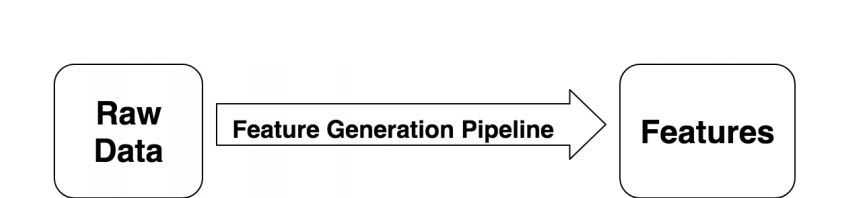 Raw
Data
Feature Generation Pipeline
Features